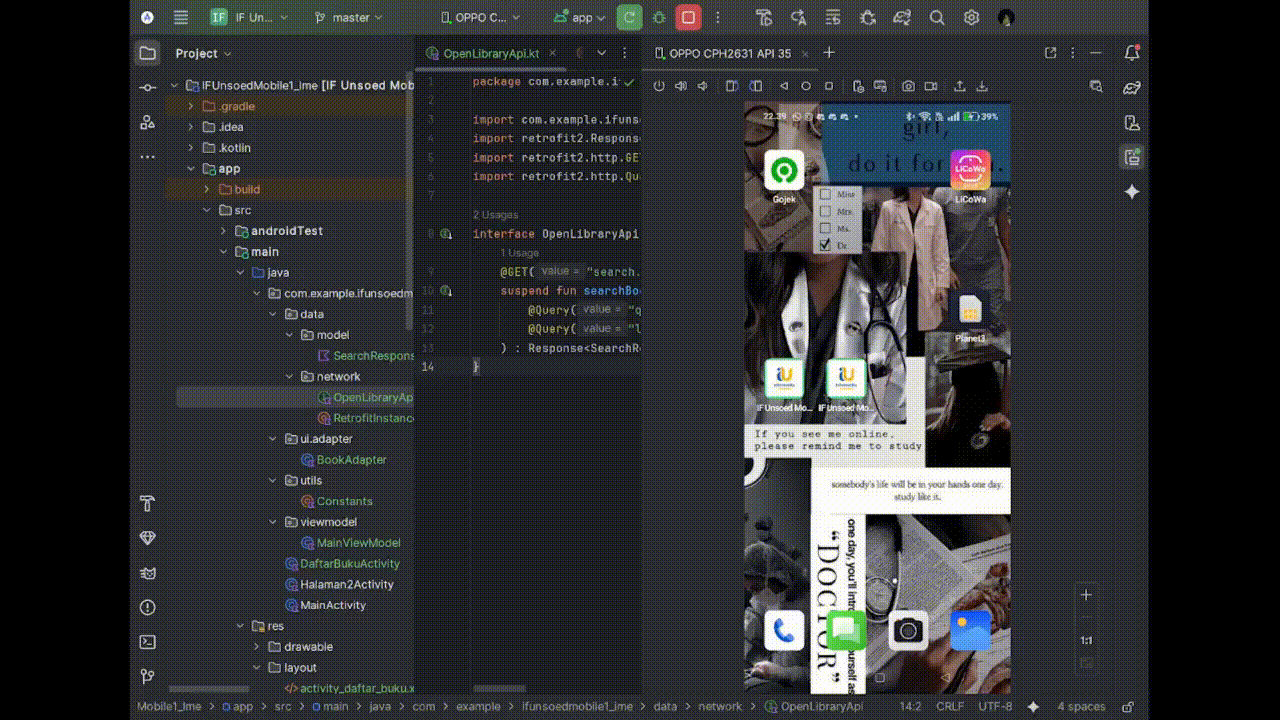 IF
IF Un...
master
OPPO C...
app
Project
OpenLibraryApi.kt
OPPO CPH2631 API 35
IFUnsoedMobile1_lme [IF Unsoed Mob
.gradle
.idea
.kotlin
app
build
src
androidTest
main
java
com.example.ifunsoedm
data
model
SearchRespons
network
OpenLibraryAp
RetrofitInstanc
ui.adapter
BookAdapter
utils
Constants
viewmodel
MainViewModel
DaftarBukuActivity
Halaman2Activity
MainActivity
res
drawable
layout
activity_daftar_buku.x
1 package com.example.i
2
3 import com.example.ifuns
4 import retrofit2.Respons
5 import retrofit2.http.GE
6 import retrofit2.http.Qu
7
2 Usages
8 interface OpenLibraryApi
1 Usage
9 @GET( value = "search.
10 suspend fun searchBo
11 @Query( value = "q
12 @Query( value = "l
13 ) : Response<SearchR
14 }
22.39
39%
girl,
do it for
Gojek
LiCoWa
LiCoWa
Miss
Mrs.
Ms.
Dr.
Planet3
IF Unsoed Mo...
IF Unsoed Mo...
If you see me online,
please remind me to study
somebody's life will be in your hands one day.
study like it.
one day, you'll intro
urself as
"DOCTOR"
1:1
Mobile1_lme > app > src > main > java > com > example > ifunsoedmobile1_lme > data > network > OpenLibraryApi
14:2
CRLF
UTF-8
4 spaces